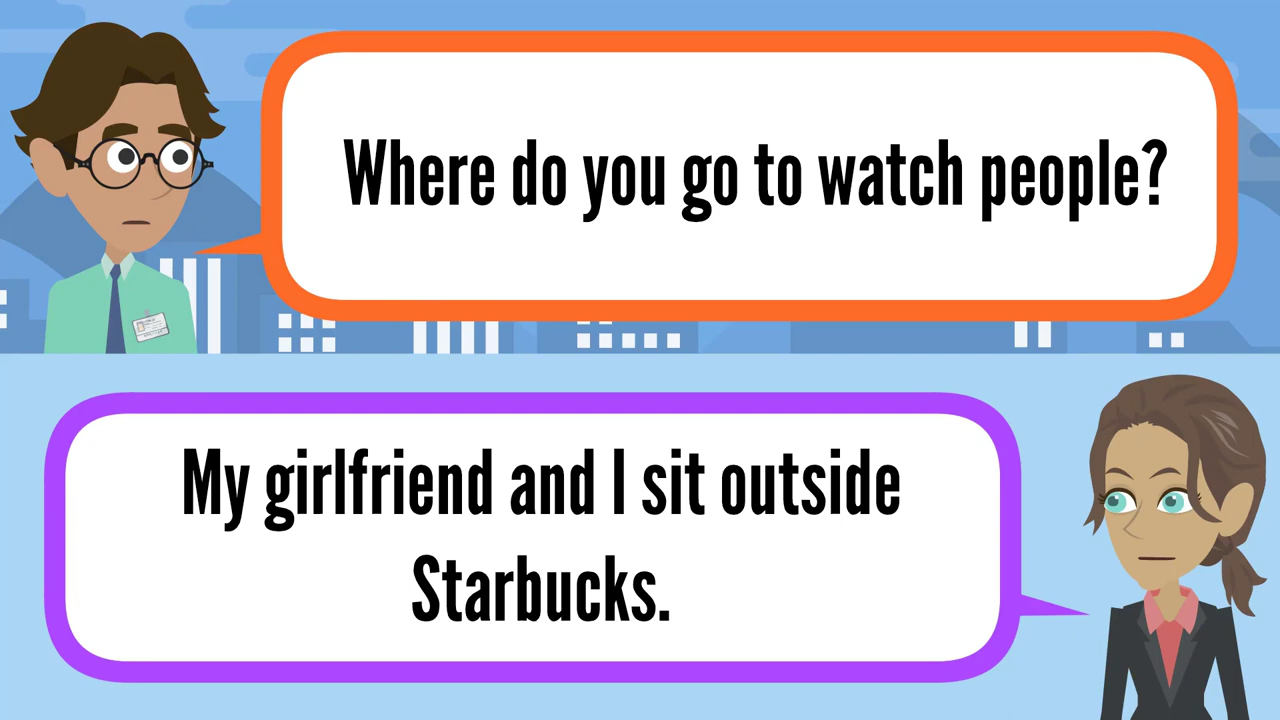 Where do you go to watch people?
My girlfriend and I sit outside
Starbucks.